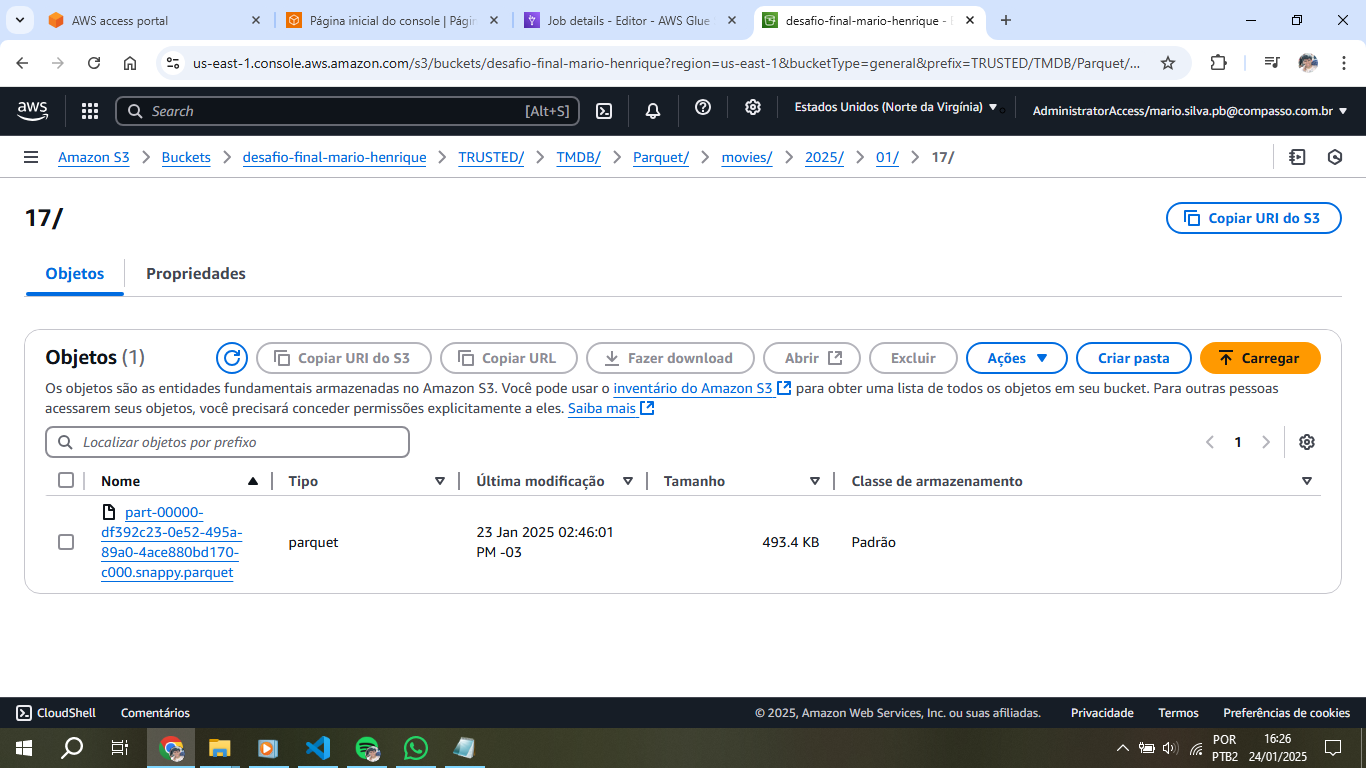 AWS access portal
Página inicial do console | Págin
Job details - Editor - AWS Glue
desafio-final-mario-henrique -
us-east-1.console.aws.amazon.com/s3/buckets/desafio-final-mario-henrique?region=us-east-1&bucketType=general&prefix=TRUSTED/TMDB/Parquet/...
aws
Search
[Alt+S]
Estados Unidos (Norte da Virgínia)
AdministratorAccess/mario.silva.pb@compasso.com.br
Amazon S3
Buckets
desafio-final-mario-henrique
TRUSTED/
TMDB/
Parquet/
movies/
2025/
01/
17/
17/
Copiar URI do S3
Objetos
Propriedades
Objetos (1)
Copiar URI do S3
Copiar URL
Fazer download
Abrir
Excluir
Ações
Criar pasta
Carregar
Os objetos são as entidades fundamentais armazenadas no Amazon S3. Você pode usar o inventário do Amazon S3 para obter uma lista de todos os objetos em seu bucket. Para outras pessoas
acessarem seus objetos, você precisará conceder permissões explicitamente a eles. Saiba mais
Localizar objetos por prefixo
1
Nome
Tipo
Última modificação
Tamanho
Classe de armazenamento
part-00000-
df392c23-0e52-495a-
89a0-4ace880bd170-
c000.snappy.parquet
parquet
23 Jan 2025 02:46:01
PM -03
493.4 KB
Padrão
CloudShell
Comentários
© 2025, Amazon Web Services, Inc. ou suas afiliadas.
Privacidade
Termos
Preferências de cookies
POR
PTB2
16:26
24/01/2025